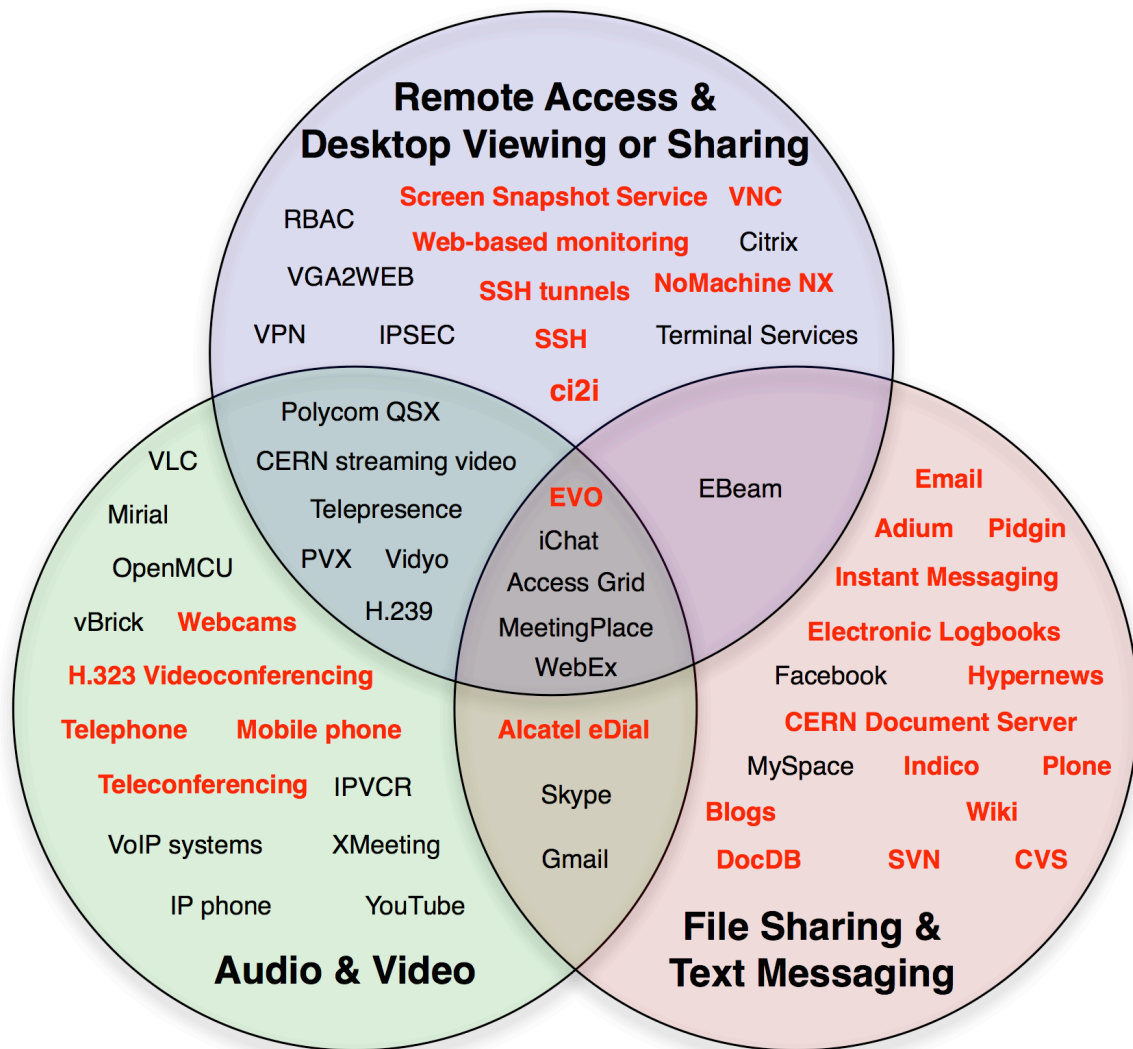 Remote Access &
Desktop Viewing or Sharing
Screen Snapshot Service VNC
RBAC
Web-based monitoring Citrix
VGA2WEB
SSH tunnels NoMachine NX
VPN IPSEC SSH Terminal Services
ci2i
Polycom QSX
CERN streaming video
Telepresence
PVX Vidyo
H.239
EBeam
EVO
iChat
Access Grid
MeetingPlace
WebEx
VLC
Mirial
OpenMCU
vBrick Webcams
H.323 Videoconferencing
Telephone Mobile phone
Teleconferencing IPVCR
VoIP systems XMeeting
IP phone YouTube
Audio & Video
Alcatel eDial
Skype
Gmail
Email
Adium Pidgin
Instant Messaging
Electronic Logbooks
Facebook Hypernews
CERN Document Server
MySpace Indico Plone
Blogs Wiki
DocDB SVN CVS
File Sharing &
Text Messaging